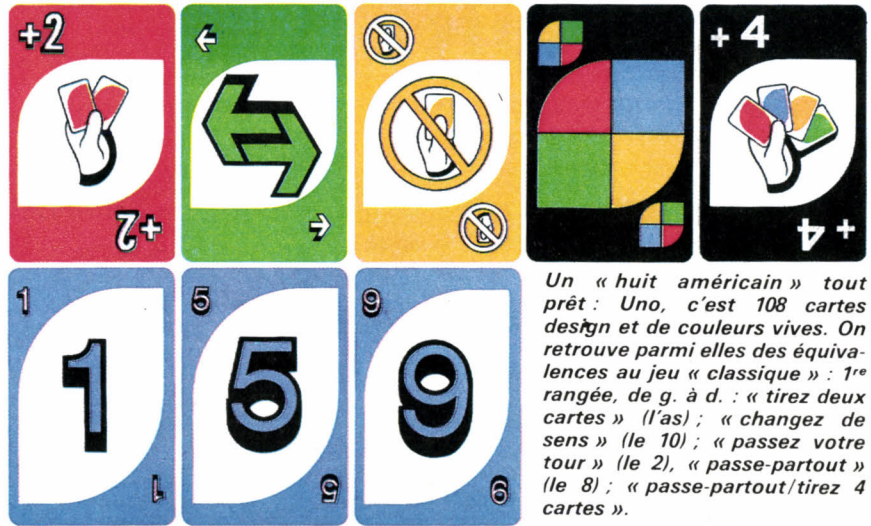 +2
+2
+ 4
+ 4
1
1
1
5
5
5
9
9
9
Un « huit américain » tout
prêt : Uno, c'est 108 cartes
design et de couleurs vives. On
retrouve parmi elles des équiva-
lences au jeu « classique » : 1re
rangée, de g. à d. : « tirez deux
cartes » (l'as) ; « changez de
sens » (le 10) ; « passez votre
tour » (le 2), « passe-partout »
(le 8) ; « passe-partout/tirez 4
cartes ».